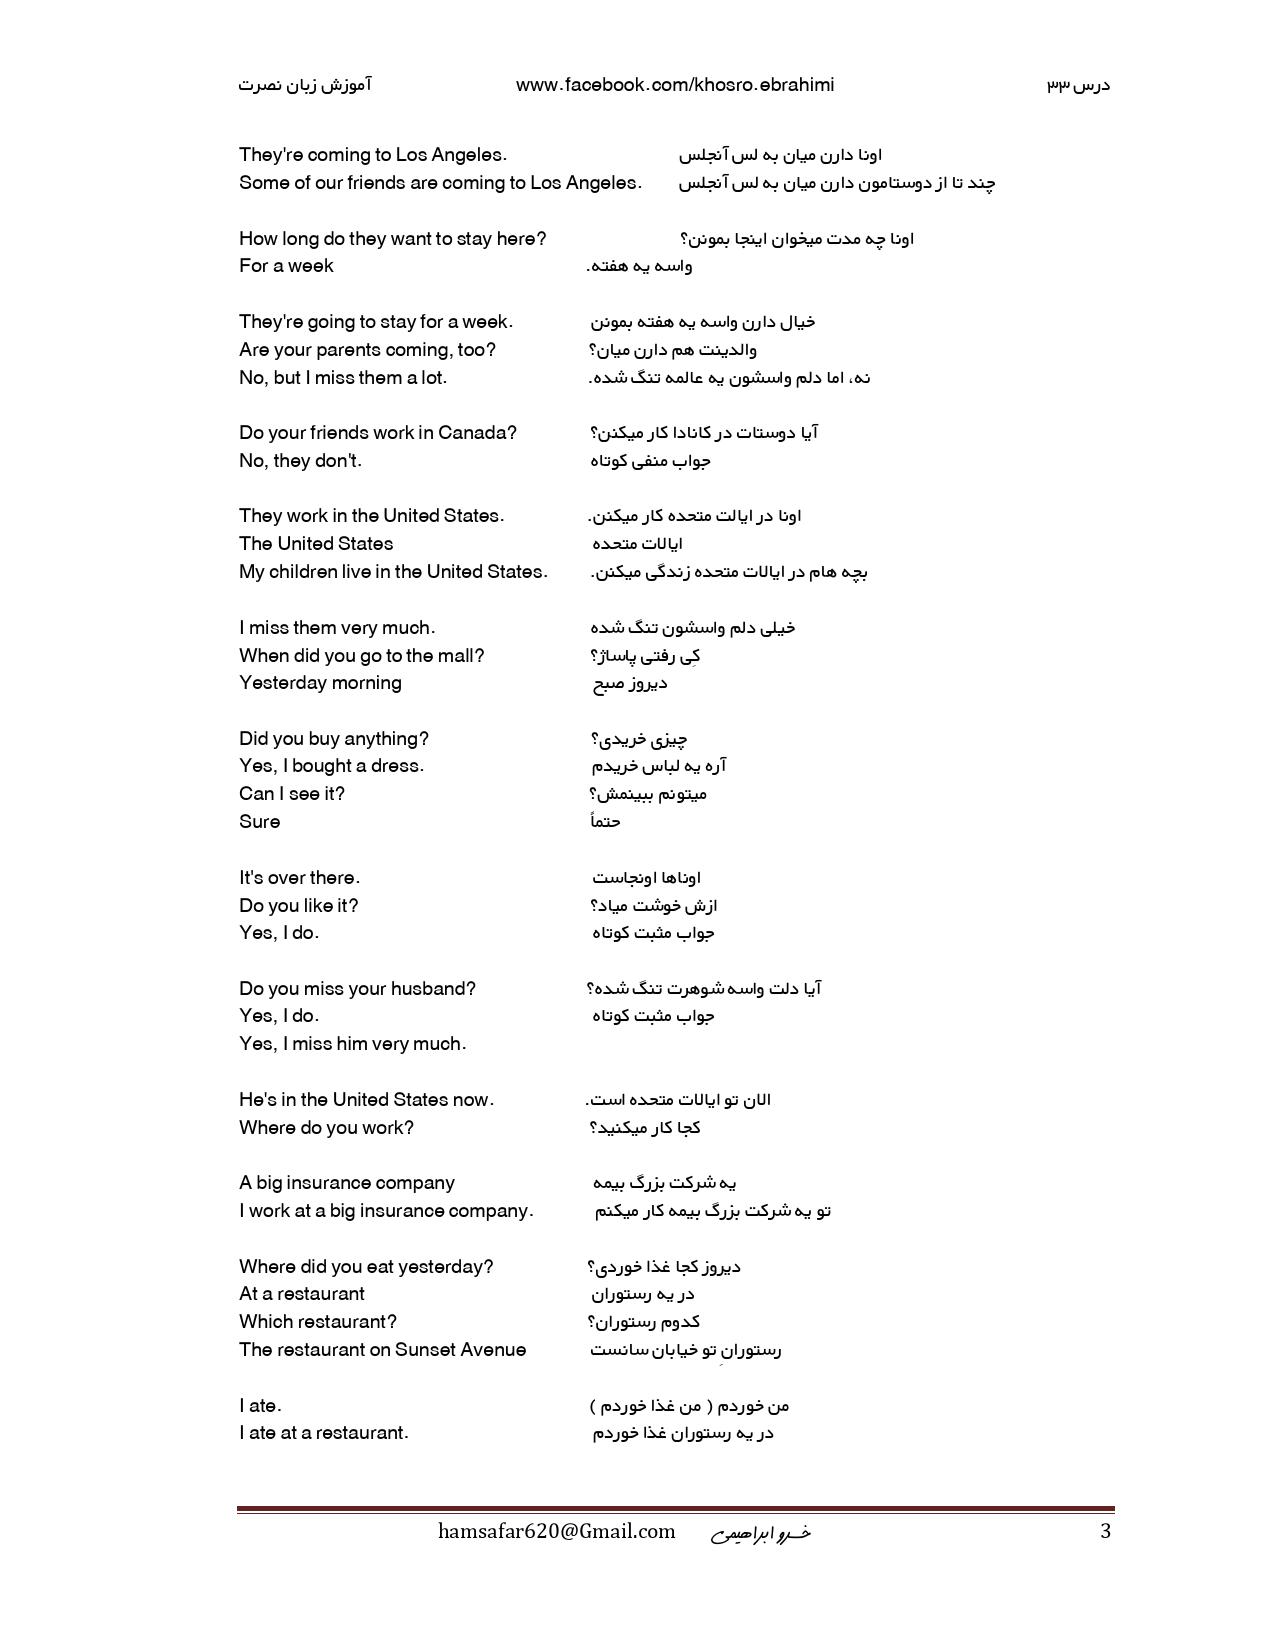 آموزش زبان نصرت www.facebook.com/khosro.ebrahimi درس ۳۳
They're coming to Los Angeles. اونا دارن میان به لس آنجلس
Some of our friends are coming to Los Angeles. چند تا از دوستامون دارن میان به لس آنجلس
How long do they want to stay here? اونا چه مدت میخوان اینجا بمونن؟
For a week واسه یه هفته.
They're going to stay for a week. خیال دارن واسه یه هفته بمونن
Are your parents coming, too? والدینت هم دارن میان؟
No, but I miss them a lot. نه، اما دلم واسشون یه عالمه تنگ شده.
Do your friends work in Canada? آیا دوستات در کانادا کار میکنن؟
No, they don't. جواب منفی کوتاه
They work in the United States. اونا در ایالت متحده کار میکنن.
The United States ایالات متحده
My children live in the United States. بچه هام در ایالات متحده زندگی میکنن.
I miss them very much. خیلی دلم واسشون تنگ شده
When did you go to the mall? کِی رفتی پاساژ؟
Yesterday morning دیروز صبح
Did you buy anything? چیزی خریدی؟
Yes, I bought a dress. آره یه لباس خریدم
Can I see it? میتونم ببینمش؟
Sure حتماً
It's over there. اوناها اونجاست
Do you like it? ازش خوشت میاد؟
Yes, I do. جواب مثبت کوتاه
Do you miss your husband? آیا دلت واسه شوهرت تنگ شده؟
Yes, I do. جواب مثبت کوتاه
Yes, I miss him very much.
He's in the United States now. الان تو ایالات متحده است.
Where do you work? کجا کار میکنید؟
A big insurance company یه شرکت بزرگ بیمه
I work at a big insurance company. تو یه شرکت بزرگ بیمه کار میکنم
Where did you eat yesterday? دیروز کجا غذا خوردی؟
At a restaurant در یه رستوران
Which restaurant? کدوم رستوران؟
The restaurant on Sunset Avenue رستورانِ تو خیابان سانست
I ate. من خوردم ( من غذا خوردم )
I ate at a restaurant. در یه رستوران غذا خوردم
hamsafar620@Gmail.com خسرو ابراهیمی 3